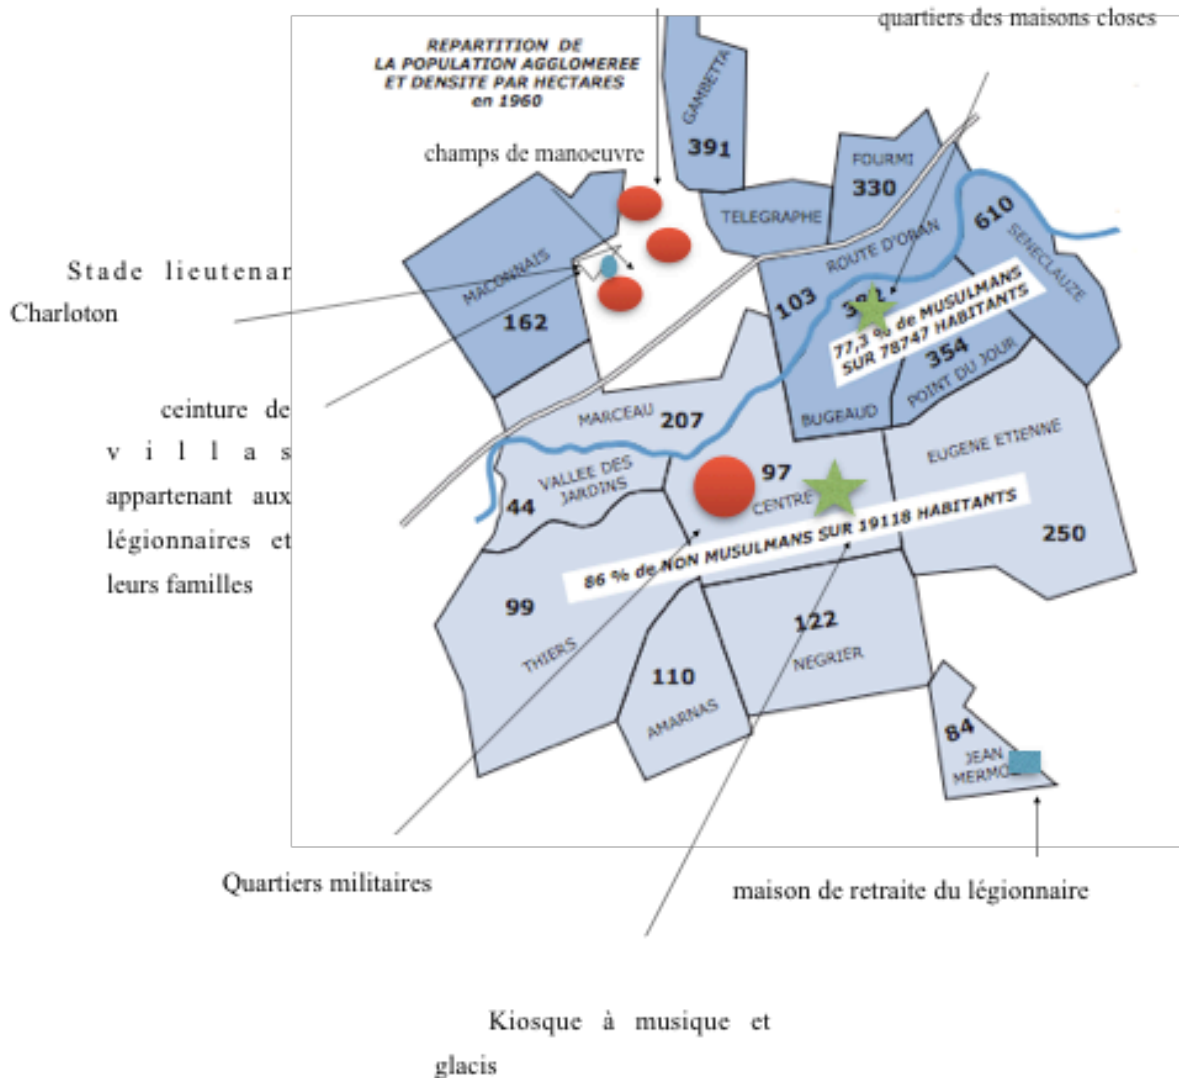 quartiers des maisons closes
REPARTITION DE
LA POPULATION AGGLOMEREE
ET DENSITE PAR HECTARES
en 1960
champs de manoeuvre
GAMBETTA
391
FOURMI
330
TELEGRAPHE
610
SENECLAUZE
ROUTE D'ORAN
Stade lieutenar
Charloton
MACONNAIS
162
103
77,3 % de MUSULMANS
SUR 78747 HABITANTS
354
POINT DU JOUR
BUGEAUD
ceinture de
villas
appartenant aux
légionnaires et
leurs familles
MARCEAU 207
EUGENE ETIENNE
250
VALLEE DES
JARDINS
44
97
CENTRE
86 % de NON MUSULMANS SUR 19118 HABITANTS
99
THIERS
110
AMARNAS
122
NEGRIER
84
JEAN
MERMO
Quartiers militaires
maison de retraite du légionnaire
Kiosque à musique et
glacis